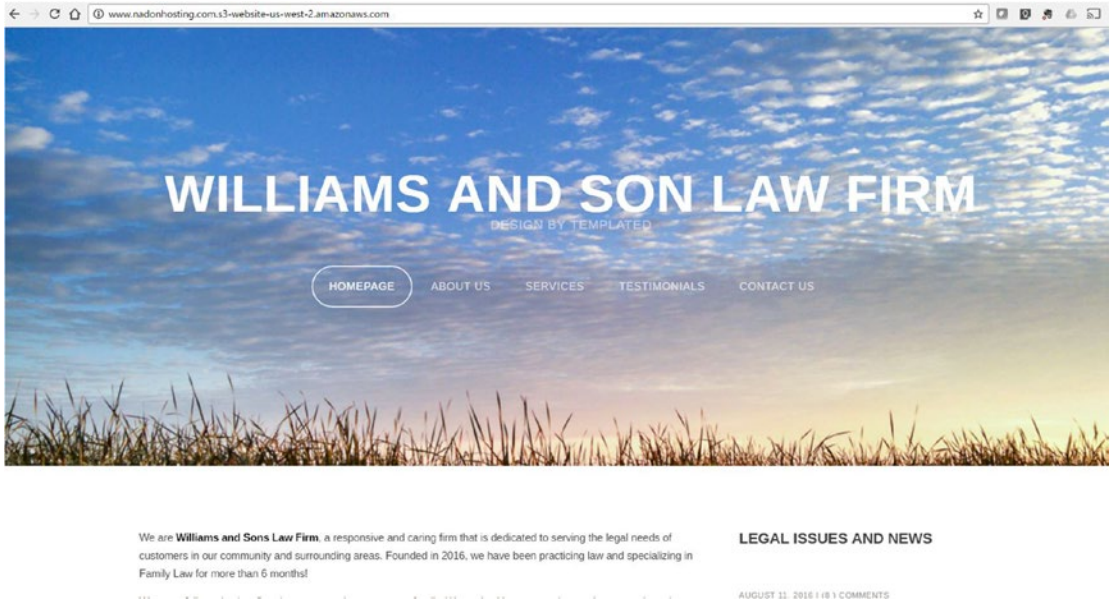 www.nadonhosting.com.s3-website-us-west-2.amazonaws.com
WILLIAMS AND SON LAW FIRM
DESIGN BY TEMPLATED
HOMEPAGE ABOUT US SERVICES TESTIMONIALS CONTACT US
We are Williams and Sons Law Firm, a responsive and caring firm that is dedicated to serving the legal needs of
customers in our community and surrounding areas. Founded in 2016, we have been practicing law and specializing in
Family Law for more than 6 months!
LEGAL ISSUES AND NEWS
AUGUST 11, 2016 | (8 ) COMMENTS